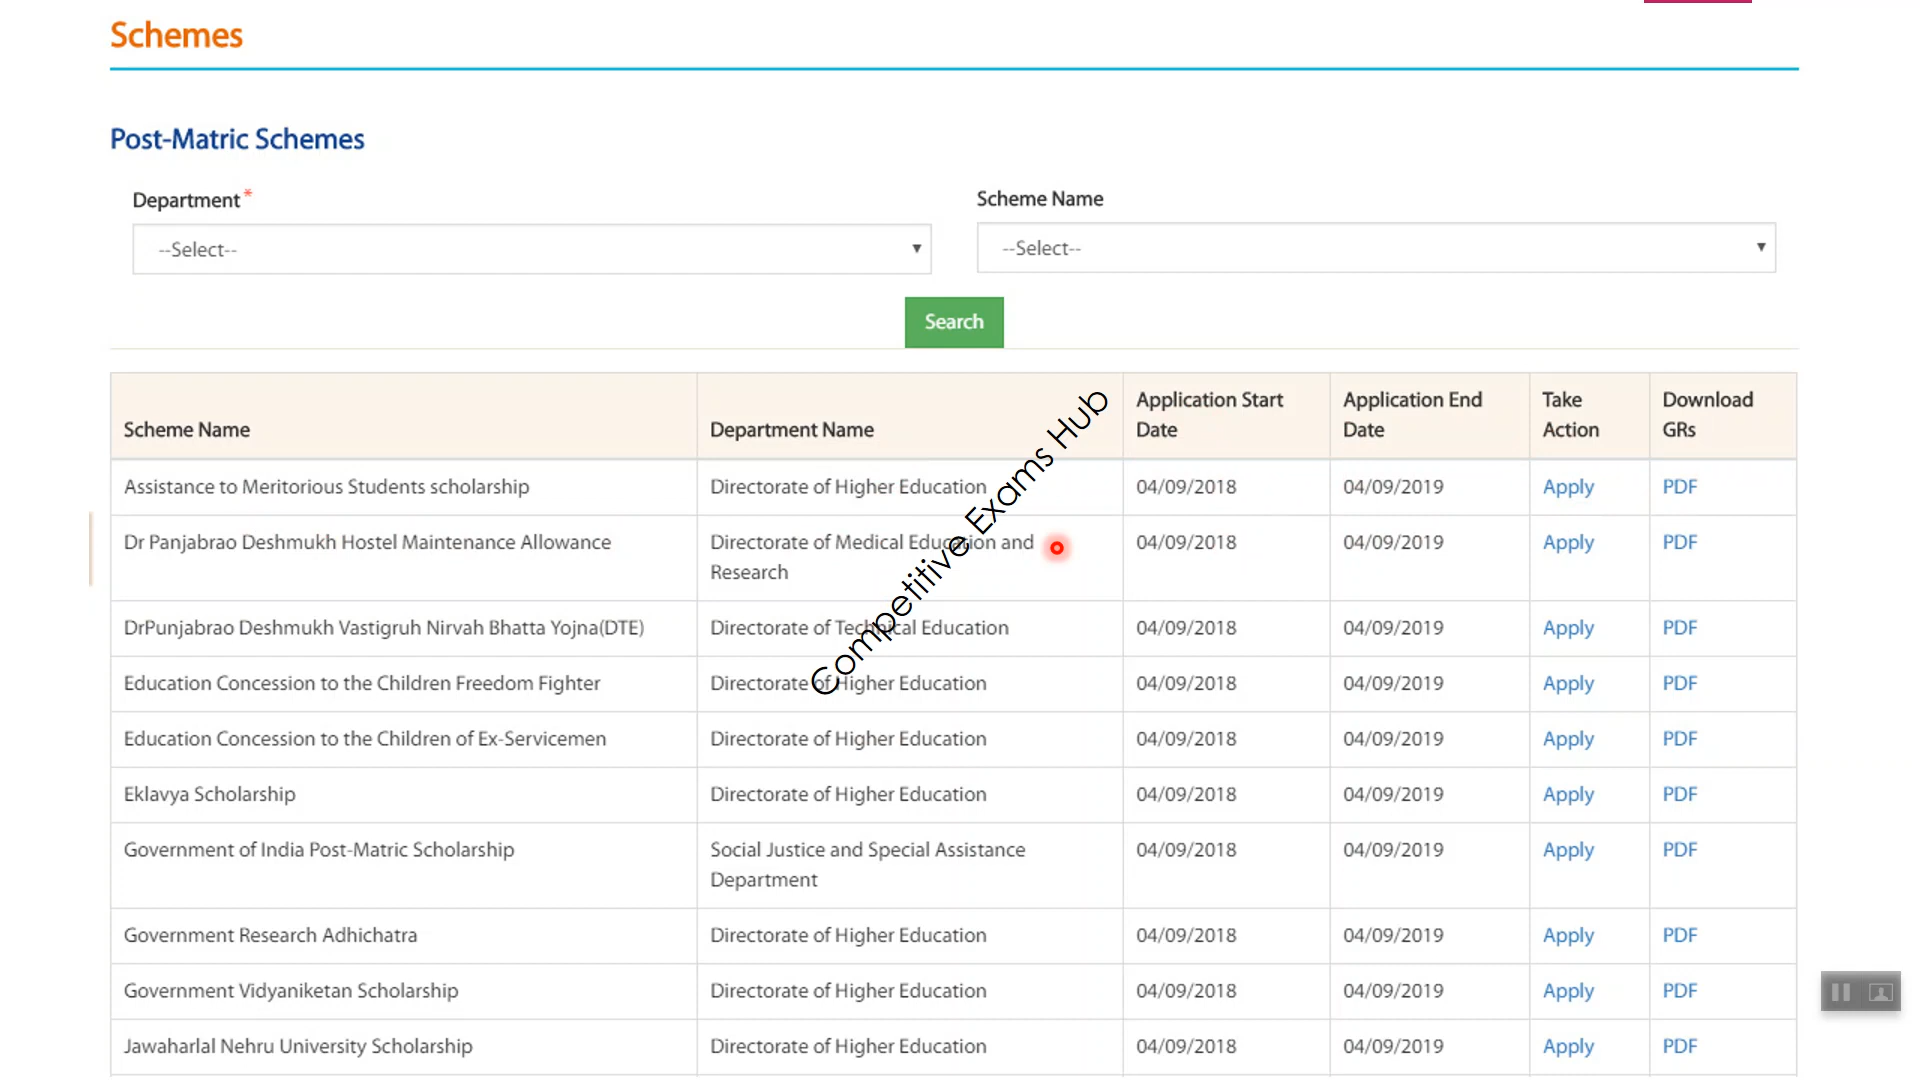 Schemes
Post-Matric Schemes
Department *
Scheme Name
--Select--
--Select--
Search
Scheme Name
Department Name
Application Start
Date
Application End
Date
Take
Action
Download
GRs
Assistance to Meritorious Students scholarship
Directorate of Higher Education
04/09/2018
04/09/2019
Apply
PDF
Dr Panjabrao Deshmukh Hostel Maintenance Allowance
Directorate of Medical Education and
Research
04/09/2018
04/09/2019
Apply
PDF
DrPunjabrao Deshmukh Vastigruh Nirvah Bhatta Yojna(DTE)
Directorate of Technical Education
04/09/2018
04/09/2019
Apply
PDF
Education Concession to the Children Freedom Fighter
Directorate of Higher Education
04/09/2018
04/09/2019
Apply
PDF
Education Concession to the Children of Ex-Servicemen
Directorate of Higher Education
04/09/2018
04/09/2019
Apply
PDF
Eklavya Scholarship
Directorate of Higher Education
04/09/2018
04/09/2019
Apply
PDF
Government of India Post-Matric Scholarship
Social Justice and Special Assistance
Department
04/09/2018
04/09/2019
Apply
PDF
Government Research Adhichatra
Directorate of Higher Education
04/09/2018
04/09/2019
Apply
PDF
Government Vidyaniketan Scholarship
Directorate of Higher Education
04/09/2018
04/09/2019
Apply
PDF
Jawaharlal Nehru University Scholarship
Directorate of Higher Education
04/09/2018
04/09/2019
Apply
PDF
Competitive Exams Hub